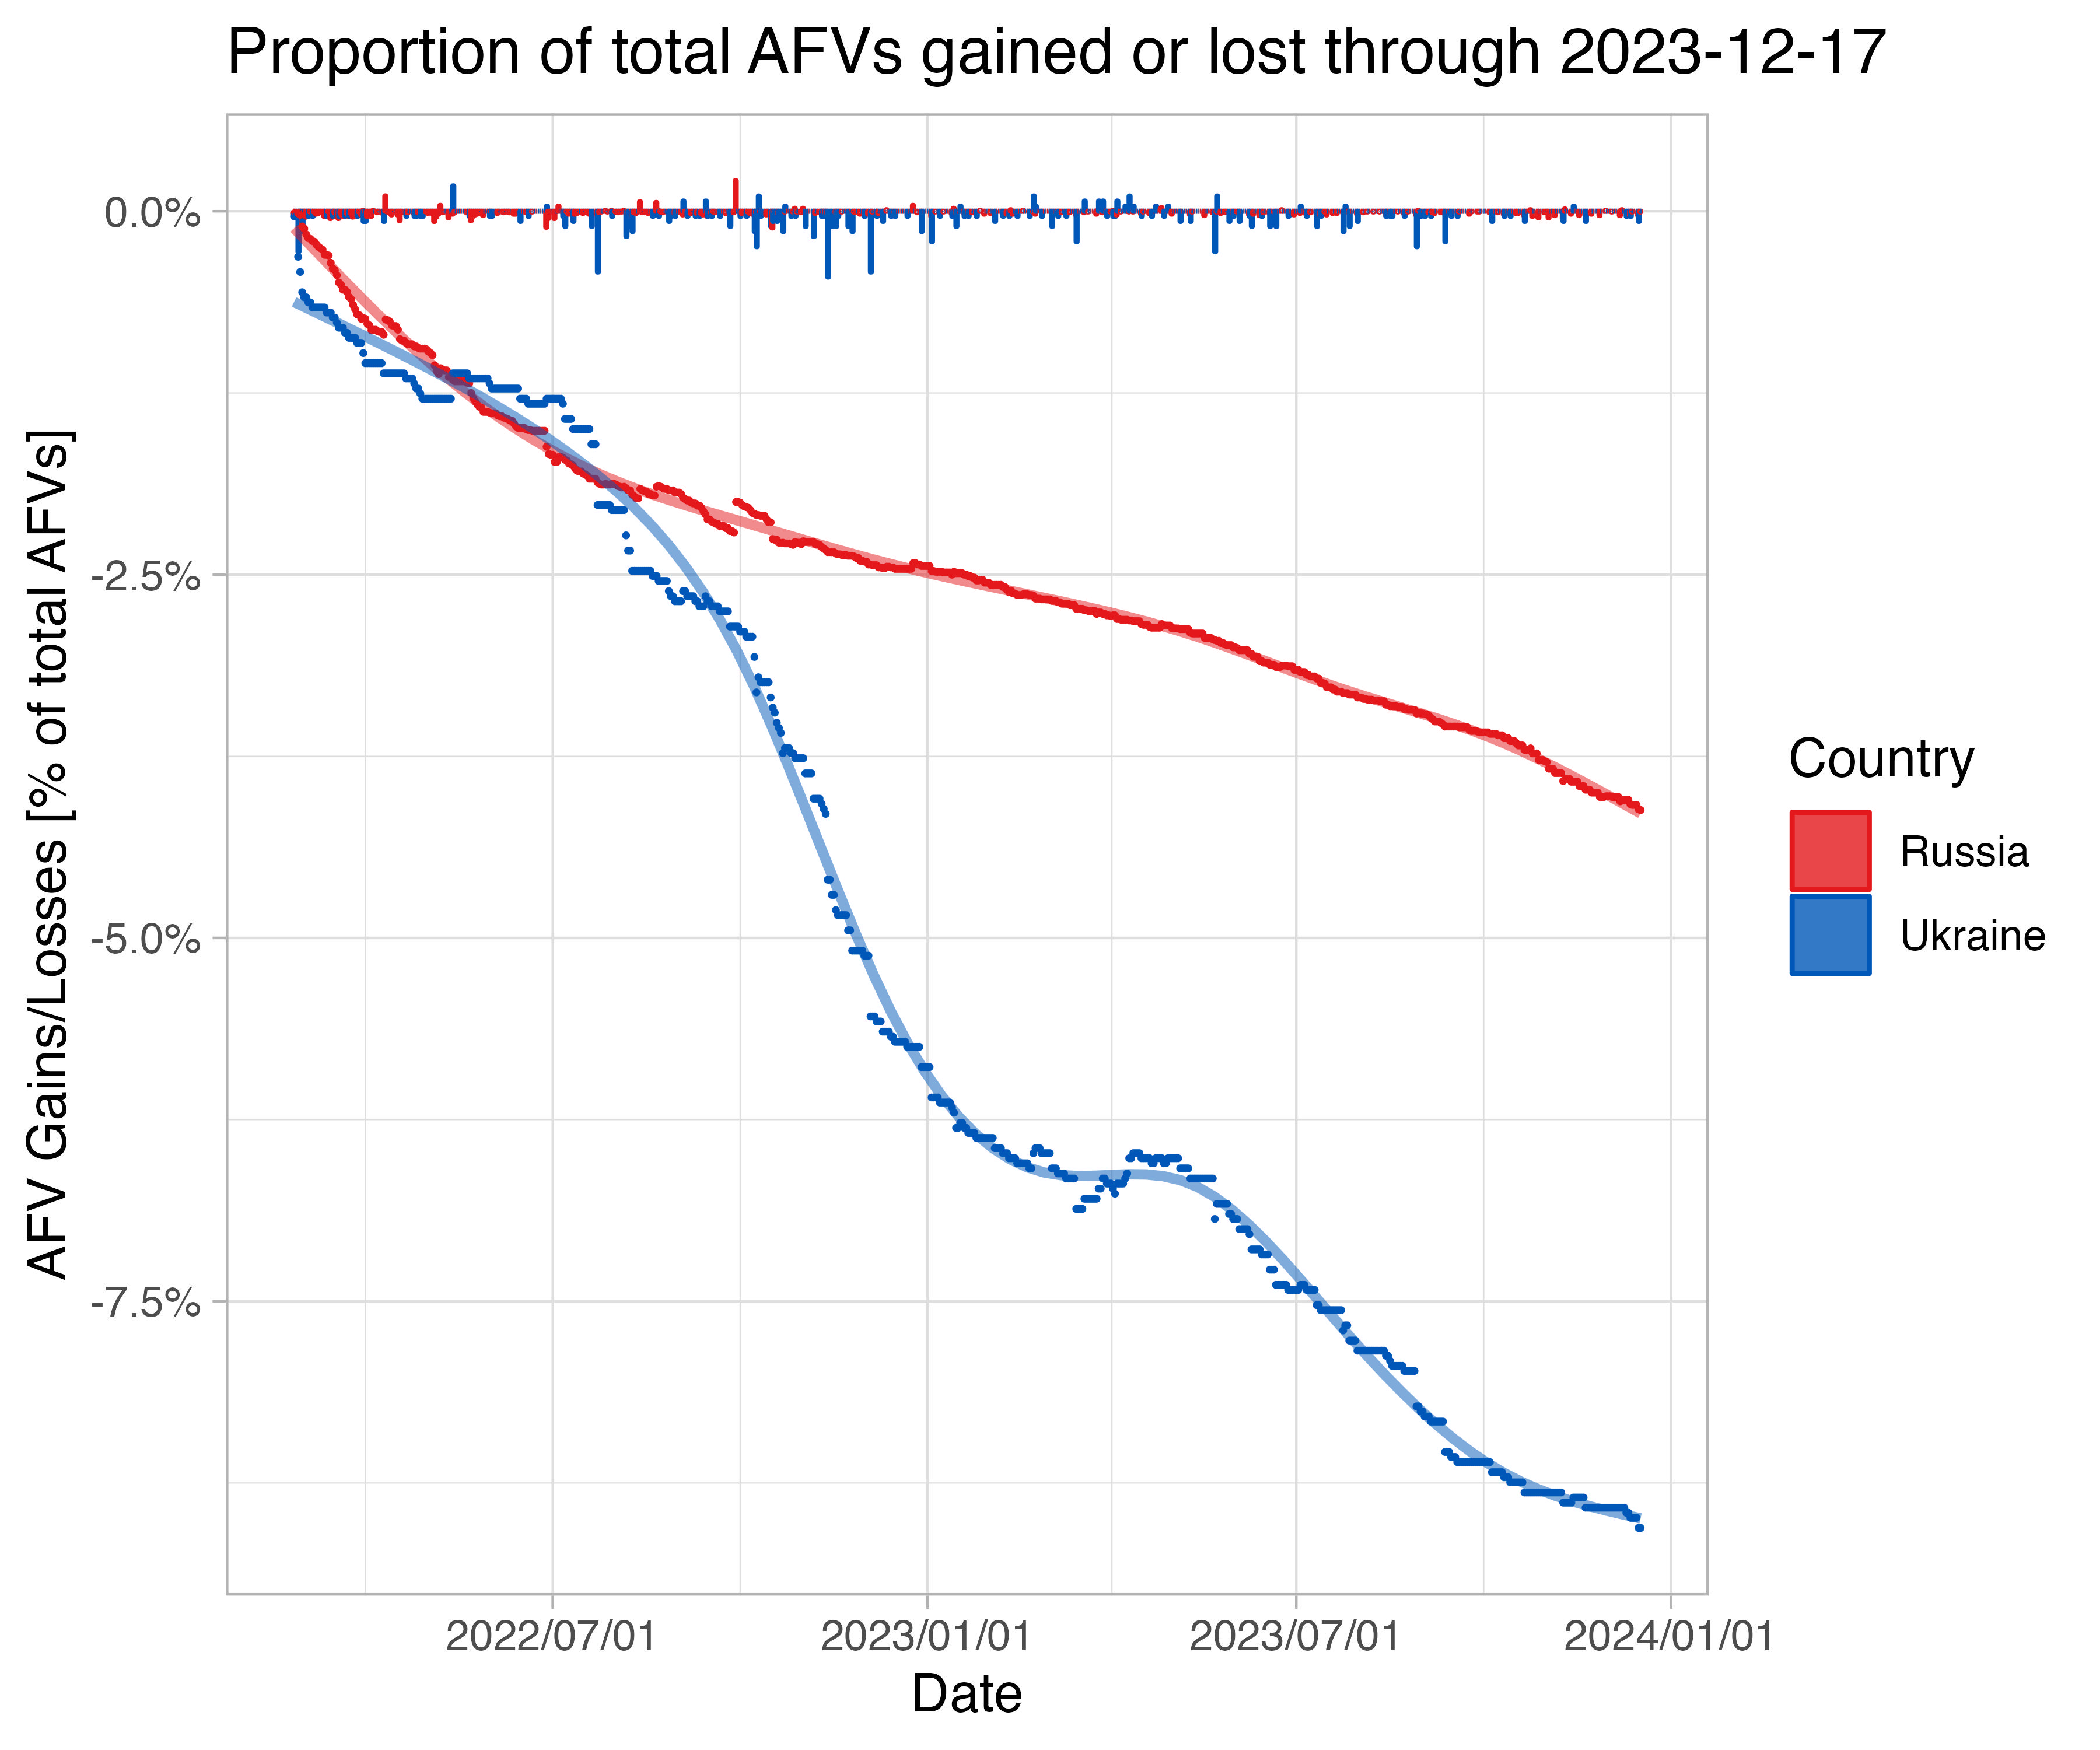 Proportion of total AFVs gained or lost through 2023-12-17
AFV Gains/Losses [% of total AFVs]
0.0%
-2.5%
-5.0%
-7.5%
2022/07/01
2023/01/01
2023/07/01
2024/01/01
Date
Country
Russia
Ukraine